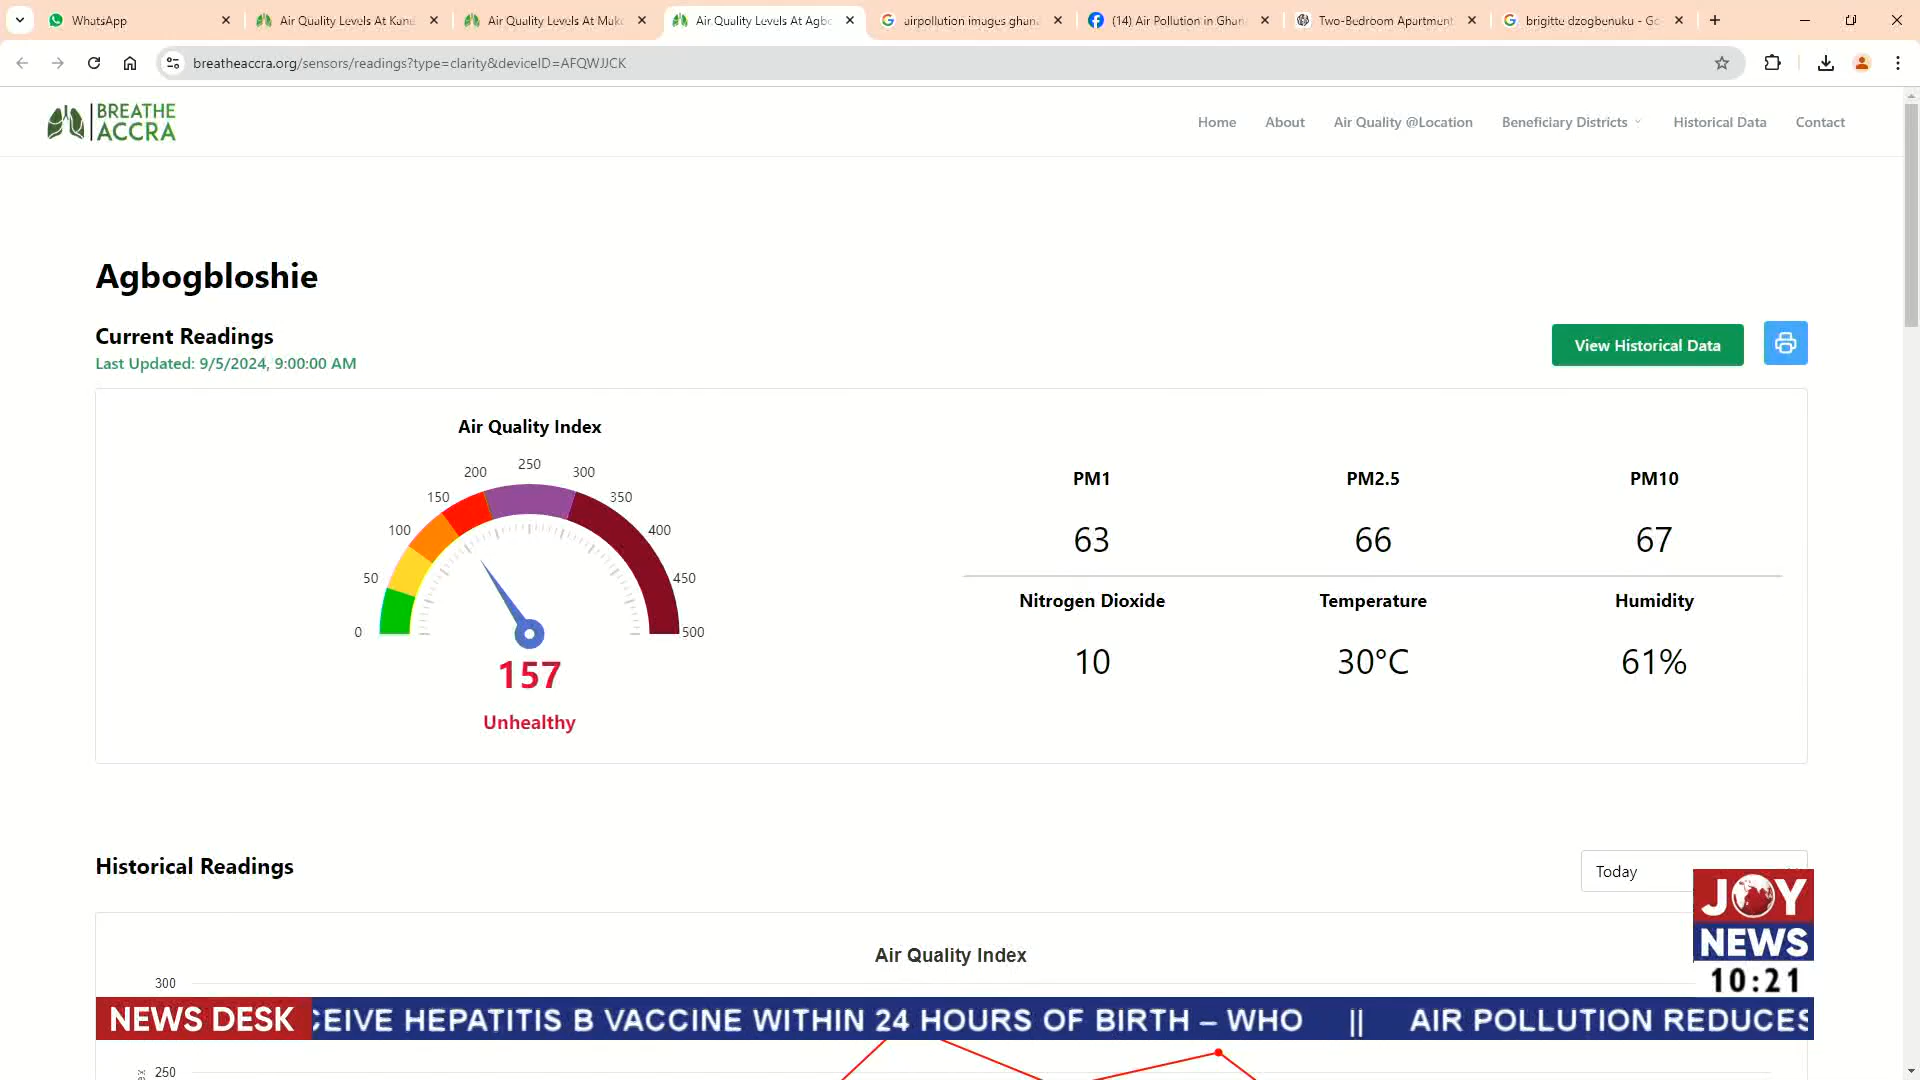 WhatsApp
Air Quality Levels At Kane
Air Quality Levels At Muko
Air Quality Levels At Agbo
airpollution images ghana
(14) Air Pollution in Ghan
Two-Bedroom Apartment
brigitte dzogbenuku - Go
breatheaccra.org/sensors/readings?type=clarity&deviceID=AFQWJJCK
BREATHE
ACCRA
Home
About
Air Quality @Location
Beneficiary Districts
Historical Data
Contact
Agbogbloshie
Current Readings
Last Updated: 9/5/2024, 9:00:00 AM
View Historical Data
Air Quality Index
0
50
100
150
200
250
300
350
400
450
500
157
Unhealthy
PM1
PM2.5
PM10
63
66
67
Nitrogen Dioxide
Temperature
Humidity
10
30°C
61%
Historical Readings
Today
Air Quality Index
300
250
JOY
NEWS
10:21
NEWS DESK
CEIVE HEPATITIS B VACCINE WITHIN 24 HOURS OF BIRTH – WHO || AIR POLLUTION REDUCES